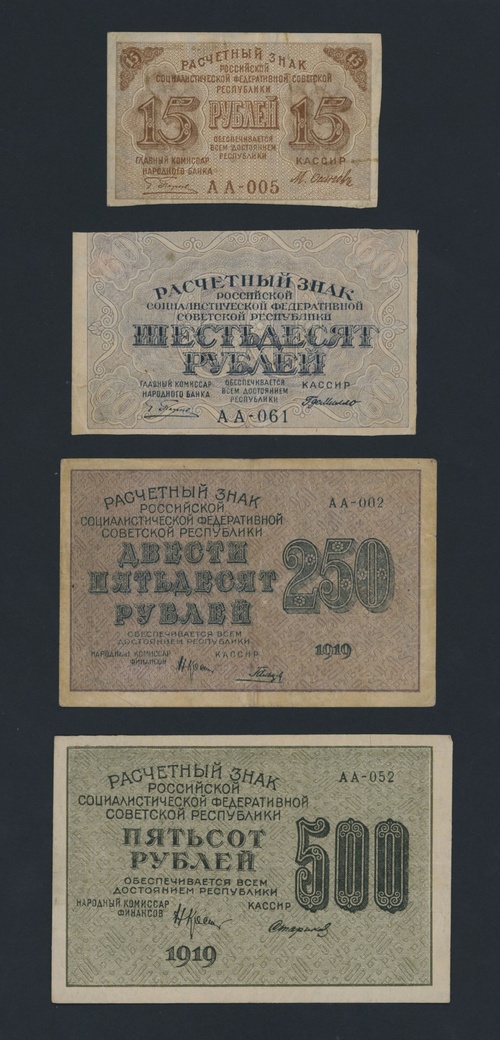 15 15
РАСЧЕТНЫЙ ЗНАК
РОССИЙСКОЙ
СОЦИАЛИСТИЧЕСКОЙ ФЕДЕРАТИВНОЙ СОВЕТСКОЙ
РЕСПУБЛИКИ
15 РУБЛЕЙ 15
ОБЕСПЕЧИВАЕТСЯ
ВСЕМ ДОСТОЯНИЕМ
РЕСПУБЛИКИ
ГЛАВНЫЙ КОМИССАР
НАРОДНОГО БАНКА
КАССИР
АА-005
60 60
РАСЧЕТНЫЙ ЗНАК
РОССИЙСКОЙ
СОЦИАЛИСТИЧЕСКОЙ ФЕДЕРАТИВНОЙ
СОВЕТСКОЙ РЕСПУБЛИКИ
ШЕСТЬДЕСЯТ
РУБЛЕЙ
ГЛАВНЫЙ КОМИССАР
НАРОДНОГО БАНКА
ОБЕСПЕЧИВАЕТСЯ
ВСЕМ ДОСТОЯНИЕМ
РЕСПУБЛИКИ
КАССИР
АА-061
РАСЧЕТНЫЙ ЗНАК
РОССИЙСКОЙ
СОЦИАЛИСТИЧЕСКОЙ ФЕДЕРАТИВНОЙ
СОВЕТСКОЙ РЕСПУБЛИКИ
АА-002
ДВЕСТИ
ПЯТЬДЕСЯТ
РУБЛЕЙ
250
ОБЕСПЕЧИВАЕТСЯ ВСЕМ
ДОСТОЯНИЕМ РЕСПУБЛИКИ
НАРОДНЫЙ КОМИССАР
ФИНАНСОВ
КАССИР
1919
РАСЧЕТНЫЙ ЗНАК
РОССИЙСКОЙ
СОЦИАЛИСТИЧЕСКОЙ ФЕДЕРАТИВНОЙ
СОВЕТСКОЙ РЕСПУБЛИКИ
АА-052
ПЯТЬСОТ
РУБЛЕЙ
500
ОБЕСПЕЧИВАЕТСЯ ВСЕМ
ДОСТОЯНИЕМ РЕСПУБЛИКИ
НАРОДНЫЙ КОМИССАР
ФИНАНСОВ
КАССИР
1919